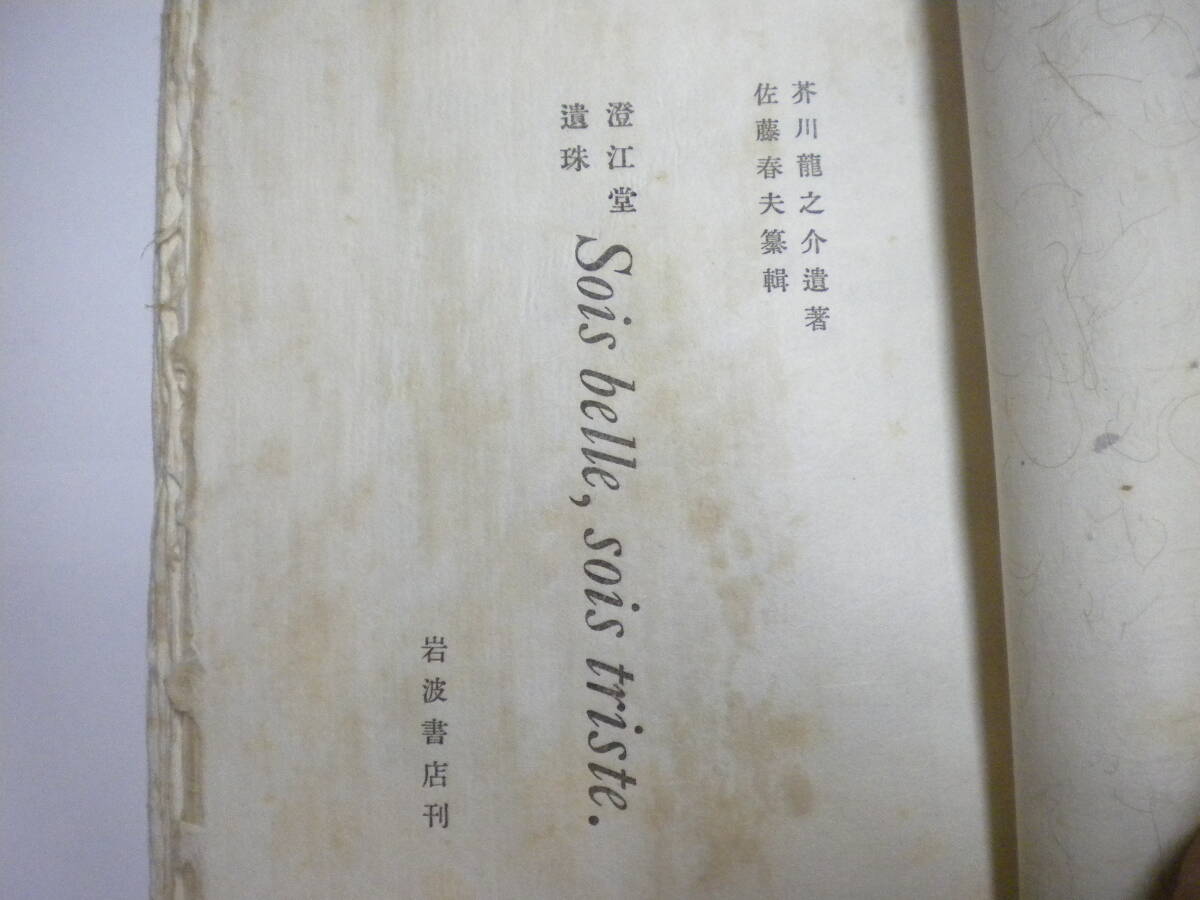 芥川龍之介遺著
佐藤春夫纂輯
澄江堂
遺珠
Sois belle, sois triste.
岩波書店刊